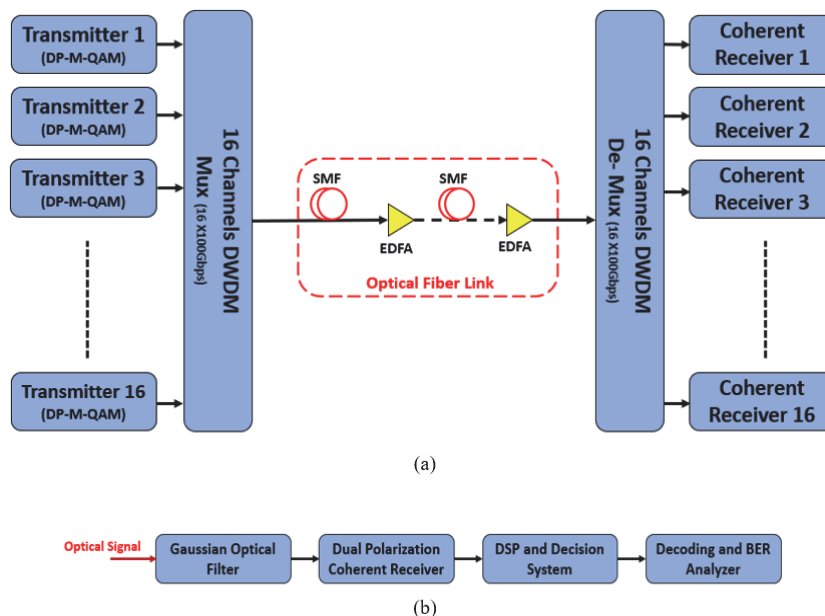 Transmitter 1
(DP-M-QAM)
Transmitter 2
(DP-M-QAM)
Transmitter 3
(DP-M-QAM)
Transmitter 16
(DP-M-QAM)
16 Channels DWDM
Mux (16 X100Gbps)
SMF
EDFA
SMF
EDFA
Optical Fiber Link
16 Channels DWDM
De- Mux (16 X100Gbps)
Coherent
Receiver 1
Coherent
Receiver 2
Coherent
Receiver 3
Coherent
Receiver 16
(a)
Optical Signal
Gaussian Optical
Filter
Dual Polarization
Coherent Receiver
DSP and Decision
System
Decoding and BER
Analyzer
(b)